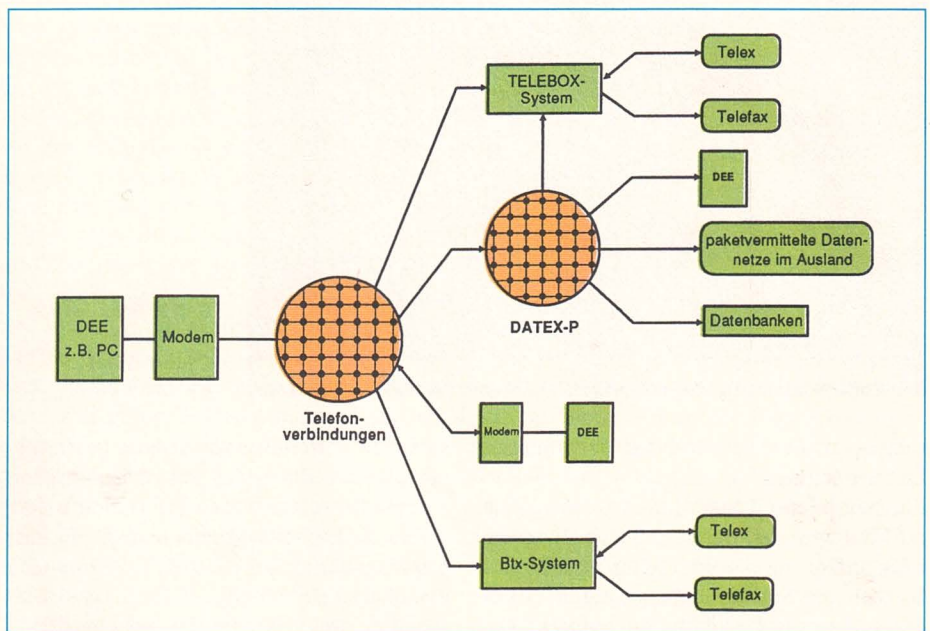 Telex
TELEBOX-
System
Telefax
DEE
paketvermittelte Daten-
netze im Ausland
Datenbanken
DATEX-P
DEE
z.B. PC
Modem
Telefon-
verbindungen
Modem
DEE
Telex
Btx-System
Telefax